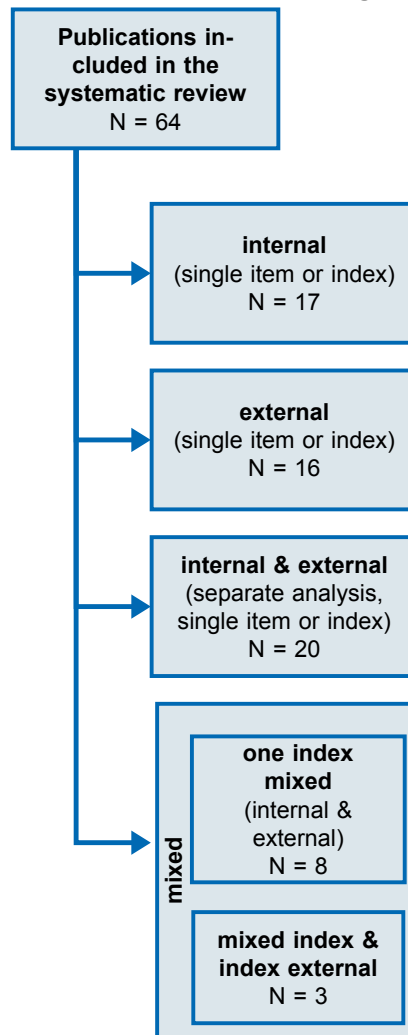 Publications in-
cluded in the
systematic review
N = 64
internal
(single item or index)
N = 17
external
(single item or index)
N = 16
internal & external
(separate analysis,
single item or index)
N = 20
mixed
one index
mixed
(internal &
external)
N = 8
mixed index &
index external
N = 3